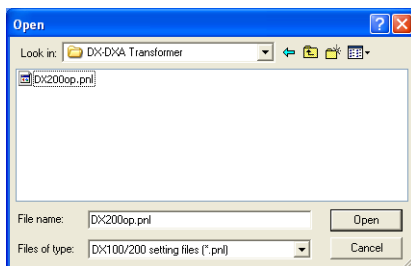 Open
Look in: DX-DXA Transformer
DX200op.pnl
File name: DX200op.pnl Open
Files of type: DX100/200 setting files (*.pnl) Cancel